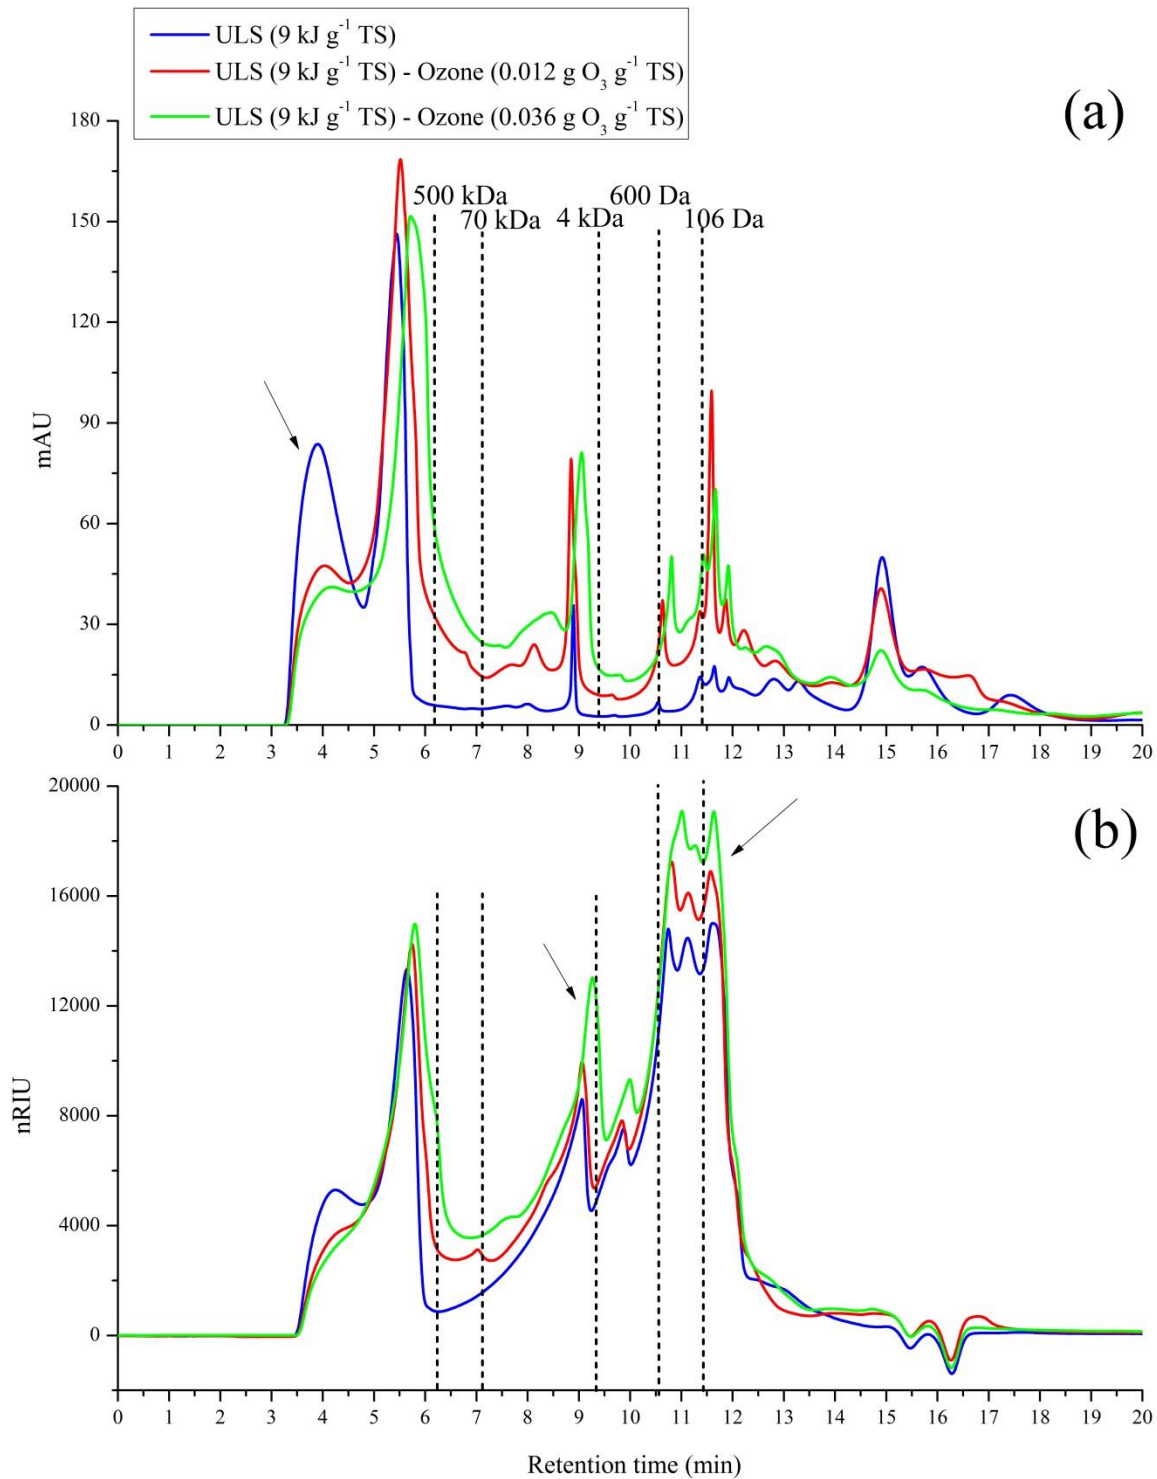 ULS (9 kJ g⁻¹ TS)
ULS (9 kJ g⁻¹ TS) - Ozone (0.012 g O₃ g⁻¹ TS)
ULS (9 kJ g⁻¹ TS) - Ozone (0.036 g O₃ g⁻¹ TS)
(a)
180
150
120
90
60
30
0
mAU
500 kDa
70 kDa
4 kDa
600 Da
106 Da
0 1 2 3 4 5 6 7 8 9 10 11 12 13 14 15 16 17 18 19 20
(b)
20000
16000
12000
8000
4000
0
nRIU
0 1 2 3 4 5 6 7 8 9 10 11 12 13 14 15 16 17 18 19 20
Retention time (min)